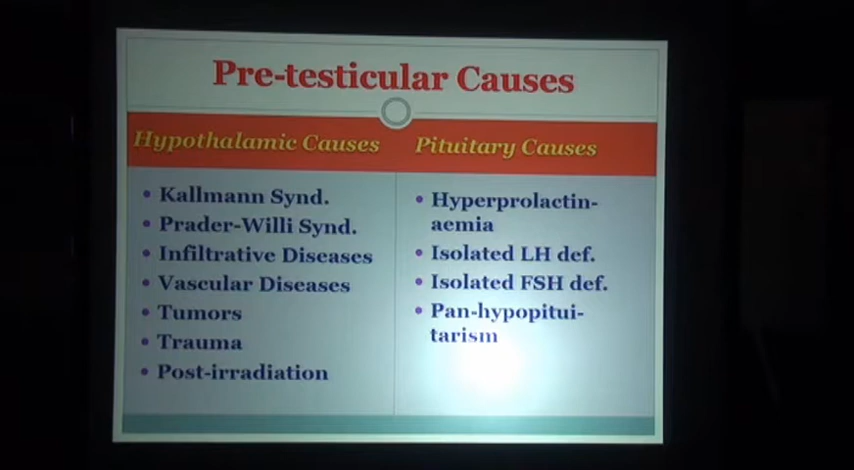 Pre-testicular Causes
Hypothalamic Causes
Kallmann Synd.
Prader-Willi Synd.
Infiltrative Diseases
Vascular Diseases
Tumors
Trauma
Post-irradiation
Pituitary Causes
Hyperprolactin-
aemia
Isolated LH def.
Isolated FSH def.
Pan-hypopitui-
tarism